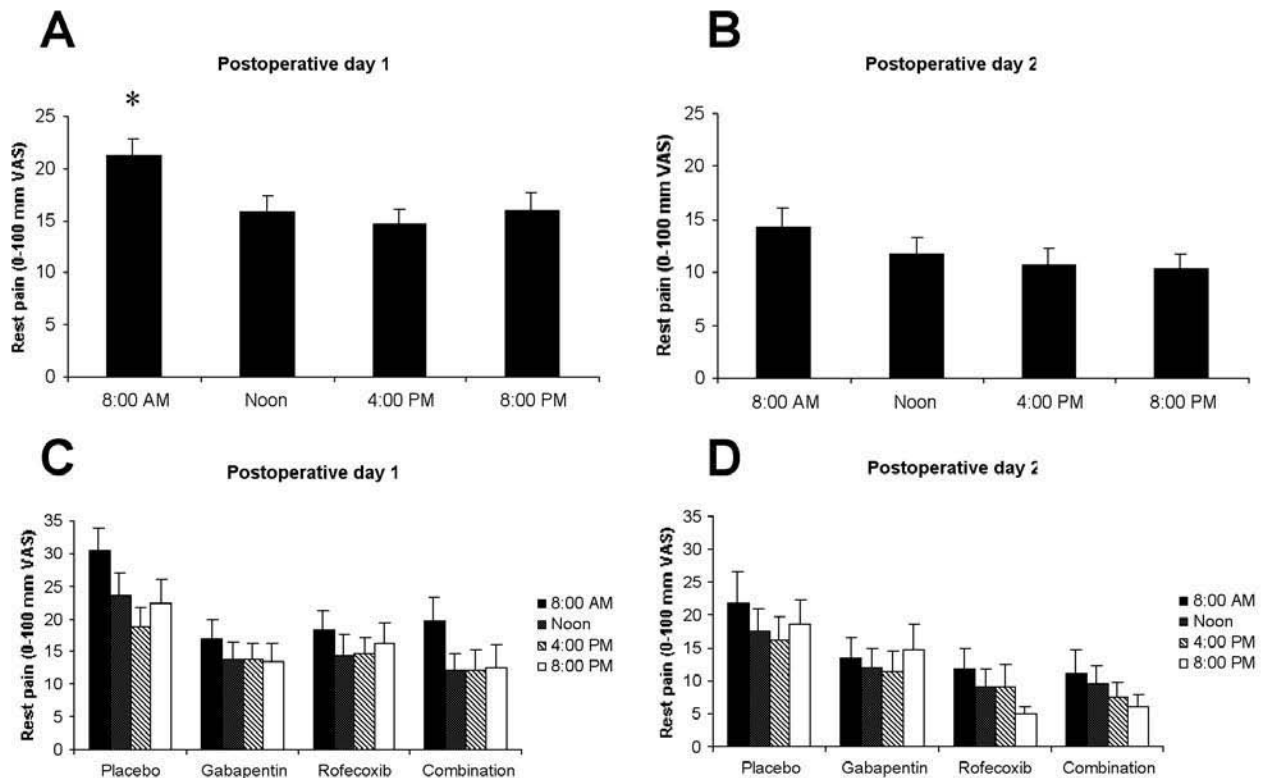 A
Postoperative day 1
*
Rest pain (0-100 mm VAS)
25
20
15
10
5
0
8:00 AM Noon 4:00 PM 8:00 PM
B
Postoperative day 2
Rest pain (0-100 mm VAS)
25
20
15
10
5
0
8:00 AM Noon 4:00 PM 8:00 PM
C
Postoperative day 1
Rest pain (0-100 mm VAS)
35
30
25
20
15
10
5
0
Placebo Gabapentin Rofecoxib Combination
8:00 AM
Noon
4:00 PM
8:00 PM
D
Postoperative day 2
Rest pain (0-100 mm VAS)
35
30
25
20
15
10
5
0
Placebo Gabapentin Rofecoxib Combination
8:00 AM
Noon
4:00 PM
8:00 PM